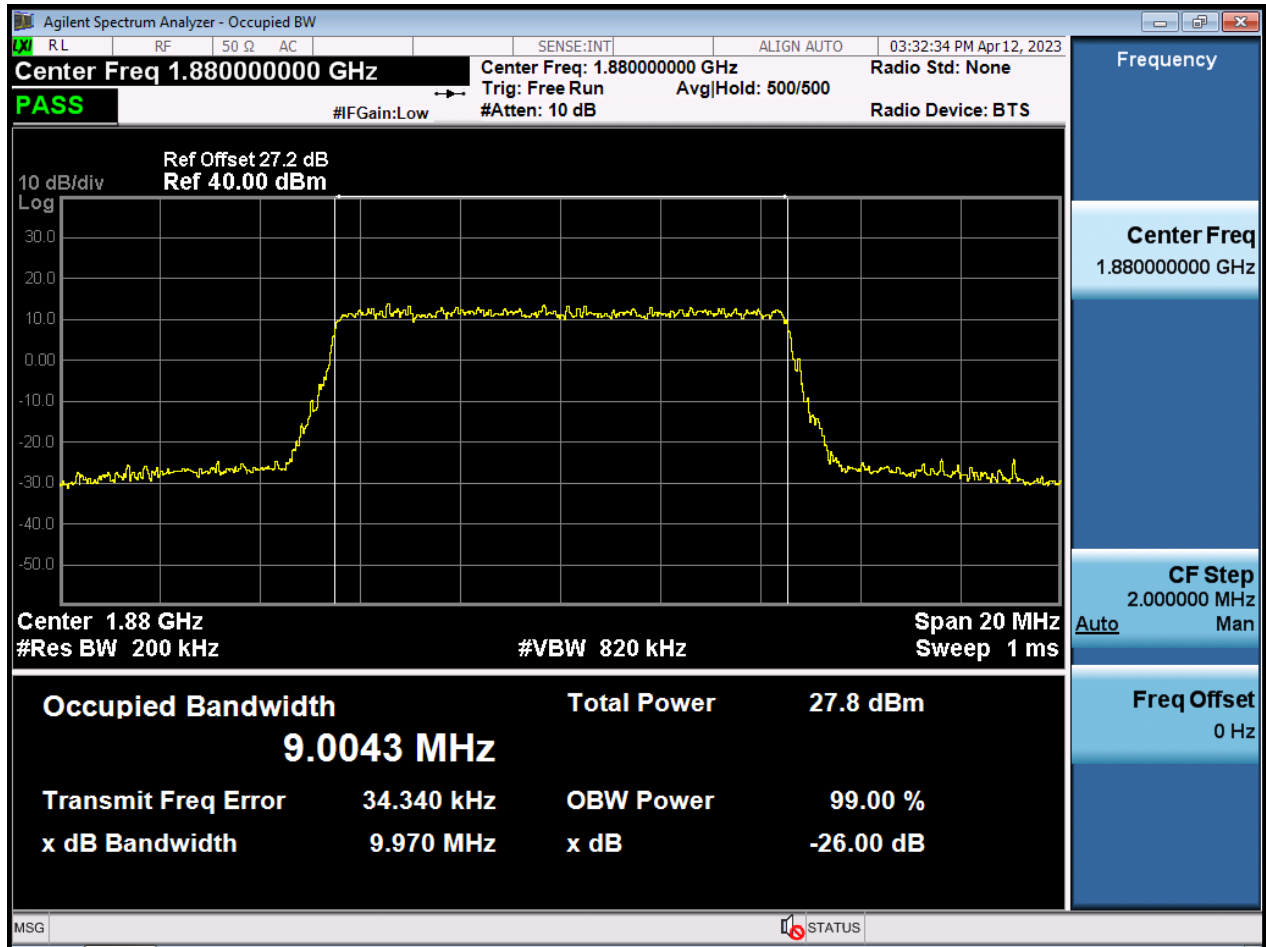 Agilent Spectrum Analyzer - Occupied BW
LXI RL RF 50 Ω AC SENSE:INT ALIGN AUTO 03:32:34 PM Apr 12, 2023
Center Freq 1.880000000 GHz
PASS
#IFGain:Low
Center Freq: 1.880000000 GHz
Trig: Free Run Avg|Hold: 500/500
#Atten: 10 dB
Radio Std: None
Radio Device: BTS
Ref Offset 27.2 dB
10 dB/div Ref 40.00 dBm
Log
30.0
20.0
10.0
0.00
-10.0
-20.0
-30.0
-40.0
-50.0
Center 1.88 GHz Span 20 MHz
#Res BW 200 kHz #VBW 820 kHz Sweep 1 ms
Occupied Bandwidth Total Power 27.8 dBm
9.0043 MHz
Transmit Freq Error 34.340 kHz OBW Power 99.00 %
x dB Bandwidth 9.970 MHz x dB -26.00 dB
Frequency
Center Freq
1.880000000 GHz
CF Step
2.000000 MHz
Auto Man
Freq Offset
0 Hz
MSG STATUS